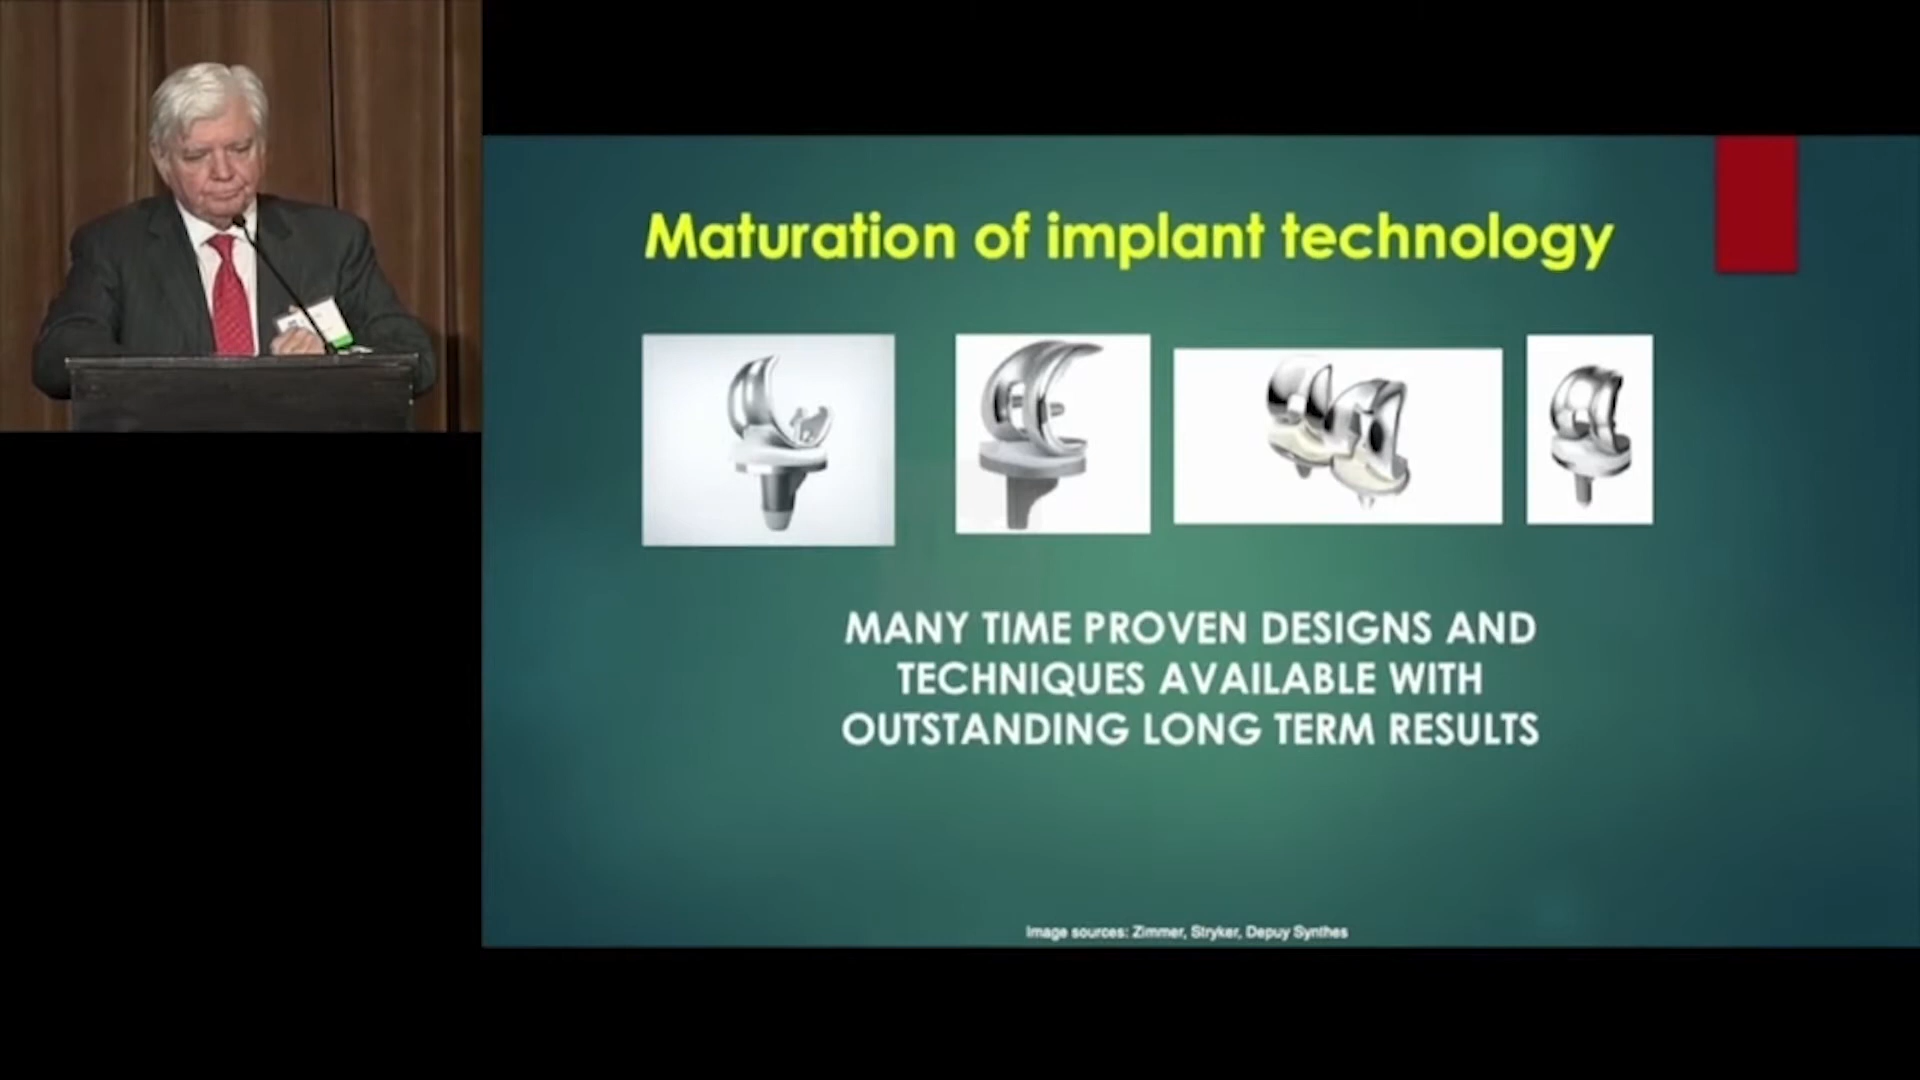 Maturation of implant technology
MANY TIME PROVEN DESIGNS AND
TECHNIQUES AVAILABLE WITH
OUTSTANDING LONG TERM RESULTS
Image sources: Zimmer, Stryker, Depuy Synthes